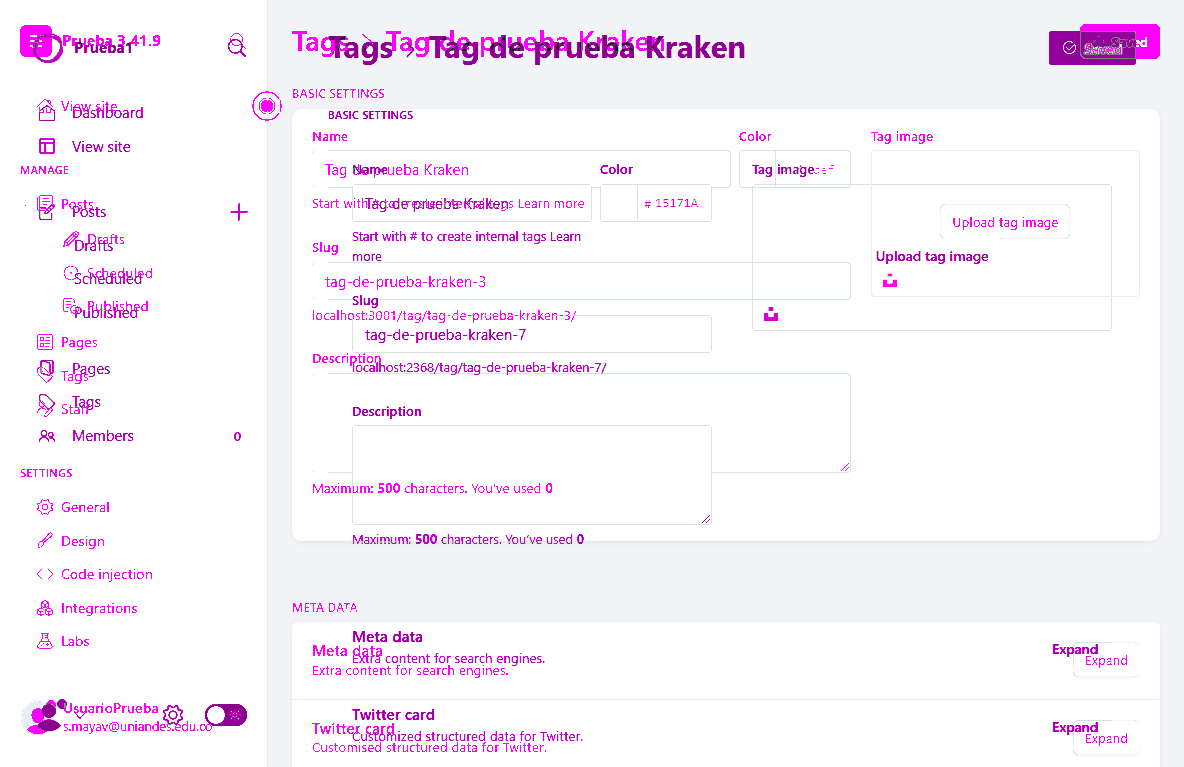 Prueba 3.41.9
Prueba1
View site
Dashboard
View site
MANAGE
Posts
Posts
Drafts
Drafts
Scheduled
Scheduled
Published
Published
Pages
Pages
Tags
Tags
Staff
Members 0
SETTINGS
General
Design
Code injection
Integrations
Labs
UsuarioPrueba
s.mayav@uniandes.edu.co
Tags > Tag de prueba Kraken
Tags > Tag de prueba Kraken
Saved
Saved
BASIC SETTINGS
BASIC SETTINGS
Name
Color
Tag image
Tag de prueba Kraken
Name
Color
Tag image
Start with # to create internal tags Learn more
Tag de prueba Kraken
# 15171A
Upload tag image
Start with # to create internal tags Learn
more
Slug
Upload tag image
tag-de-prueba-kraken-3
Slug
localhost:3001/tag/tag-de-prueba-kraken-3/
tag-de-prueba-kraken-7
Description
localhost:2368/tag/tag-de-prueba-kraken-7/
Description
Maximum: 500 characters. You've used 0
Maximum: 500 characters. You've used 0
META DATA
Meta data
Extra content for search engines.
Expand
Meta data
Extra content for search engines.
Expand
Twitter card
Customized structured data for Twitter.
Expand
Twitter card
Customised structured data for Twitter.
Expand